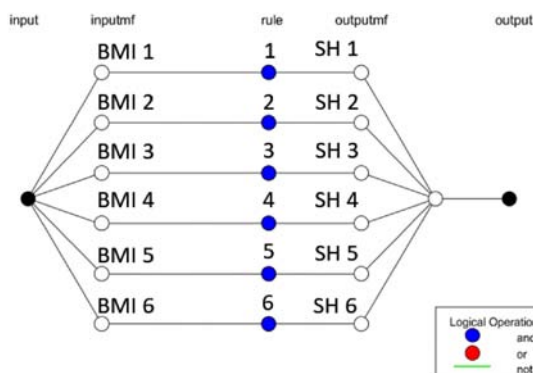 input inputmf rule outputmf output
BMI 1 1 SH 1
BMI 2 2 SH 2
BMI 3 3 SH 3
BMI 4 4 SH 4
BMI 5 5 SH 5
BMI 6 6 SH 6
Logical Operation
and
or
not